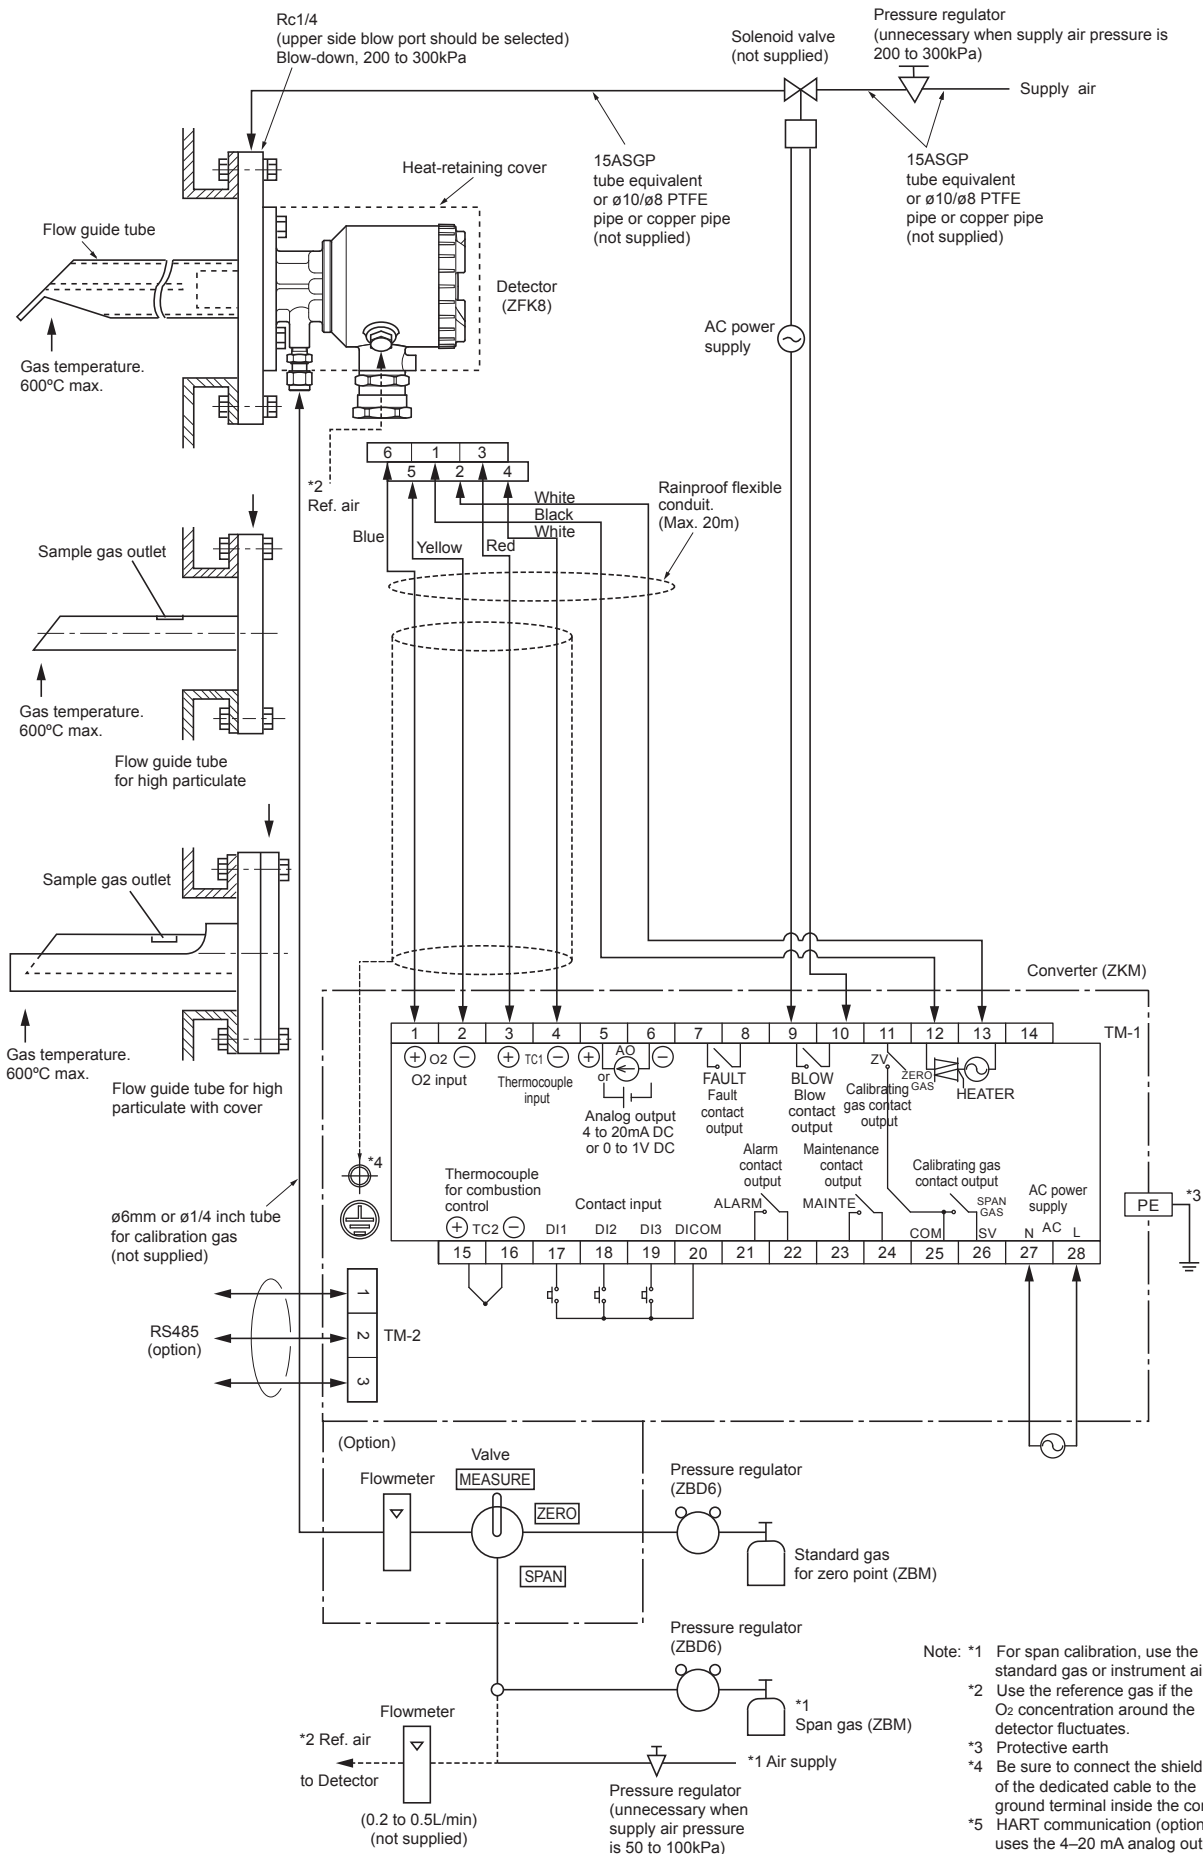 Rc1/4
(upper side blow port should be selected)
Blow-down, 200 to 300kPa
Solenoid valve
(not supplied)
Pressure regulator
(unnecessary when supply air pressure is
200 to 300kPa)
Supply air
15ASGP
tube equivalent
or ø10/ø8 PTFE
pipe or copper pipe
(not supplied)
15ASGP
tube equivalent
or ø10/ø8 PTFE
pipe or copper pipe
(not supplied)
Heat-retaining cover
Flow guide tube
Detector
(ZFK8)
AC power
supply
Gas temperature.
600ºC max.
6 1 3
5 2 4
*2
Ref. air
White
Black
White
Blue
Yellow
Red
Rainproof flexible
conduit.
(Max. 20m)
Sample gas outlet
Gas temperature.
600ºC max.
Flow guide tube
for high particulate
Sample gas outlet
Gas temperature.
600ºC max.
Flow guide tube for high
particulate with cover
Converter (ZKM)
1 2 3 4 5 6 7 8 9 10 11 12 13 14
TM-1
+ O2 −
O2 input
+ TC1 −
Thermocouple
input
+ AO −
or
Analog output
4 to 20mA DC
or 0 to 1V DC
FAULT
Fault
contact
output
BLOW
Blow
contact
output
ZV
ZERO
GAS
Calibrating
gas contact
output
HEATER
*4
Thermocouple
for combustion
control
+ TC2 −
Contact input
DI1 DI2 DI3 DICOM
Alarm
contact
output
ALARM
Maintenance
contact
output
MAINTE
Calibrating gas
contact output
SPAN
GAS
COM
SV
AC power
supply
N AC L
15 16 17 18 19 20 21 22 23 24 25 26 27 28
PE
*3
ø6mm or ø1/4 inch tube
for calibration gas
(not supplied)
RS485
(option)
1
2
3
TM-2
(Option)
Flowmeter
Valve
MEASURE
ZERO
SPAN
Pressure regulator
(ZBD6)
Standard gas
for zero point (ZBM)
Pressure regulator
(ZBD6)
*1
Span gas (ZBM)
Flowmeter
*2 Ref. air
to Detector
(0.2 to 0.5L/min)
(not supplied)
*1 Air supply
Pressure regulator
(unnecessary when
supply air pressure
is 50 to 100kPa)
Note: *1 For span calibration, use the
standard gas or instrument ai
*2 Use the reference gas if the
O2 concentration around the
detector fluctuates.
*3 Protective earth
*4 Be sure to connect the shield
of the dedicated cable to the
ground terminal inside the con
*5 HART communication (option
uses the 4–20 mA analog out